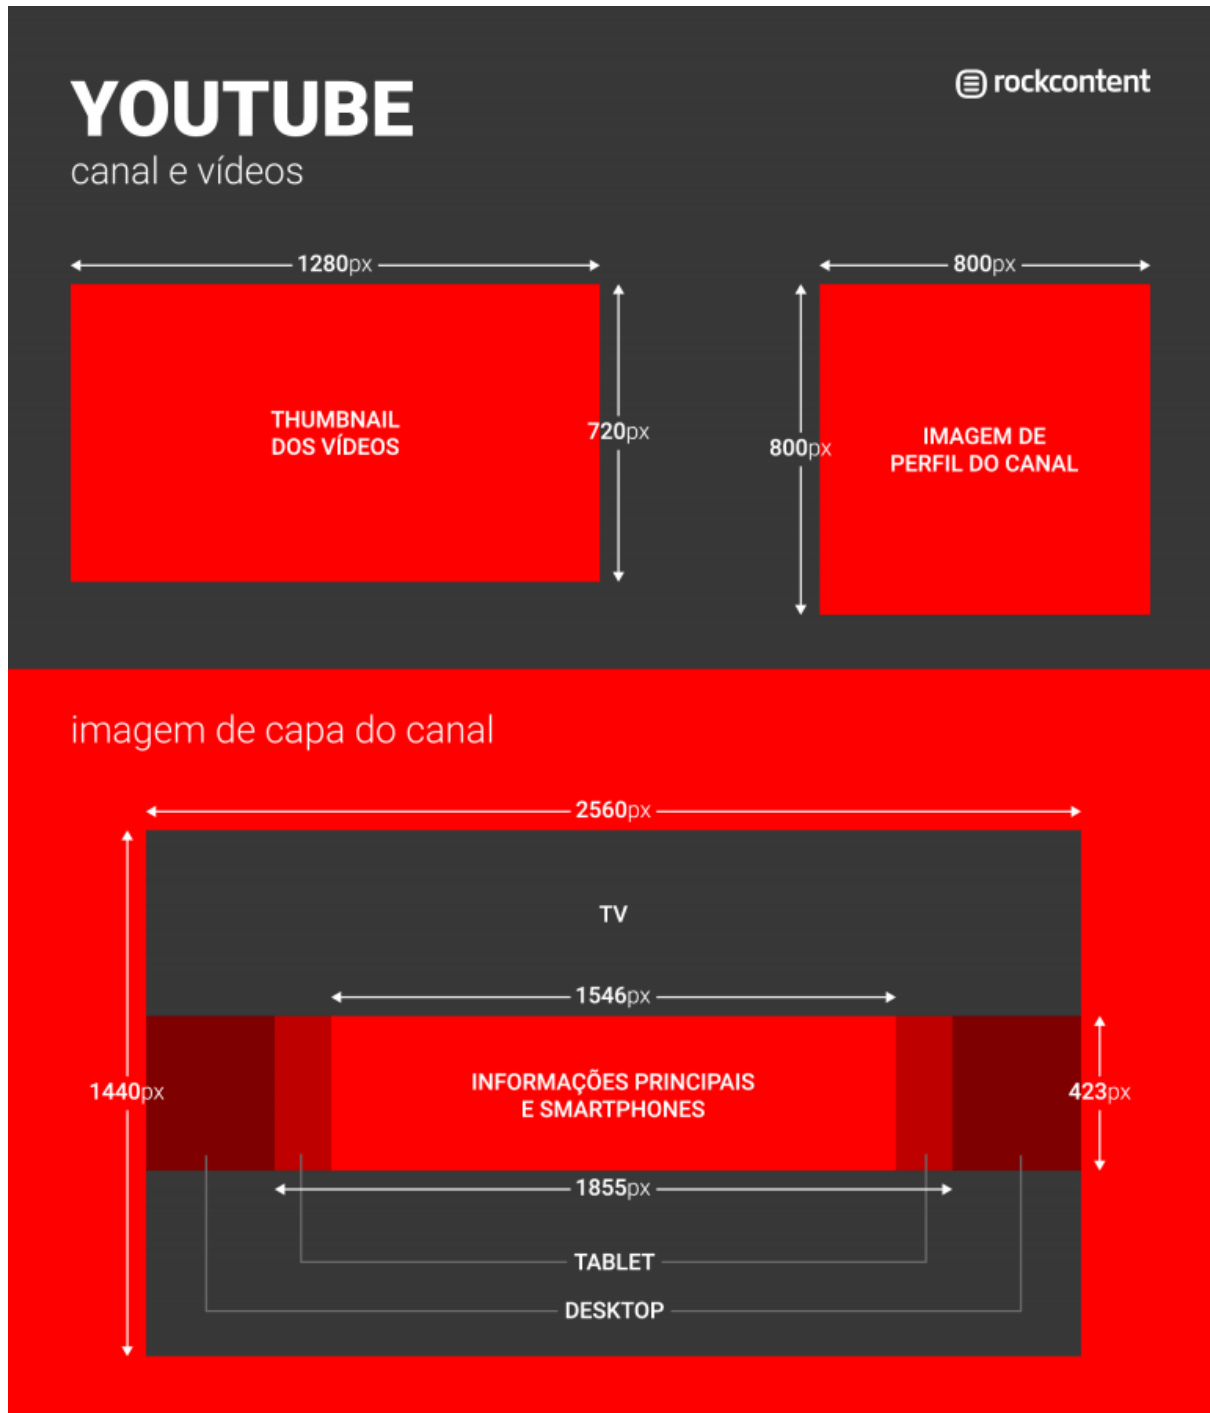 YOUTUBE
canal e vídeos
rockcontent
1280px
800px
THUMBNAIL
DOS VÍDEOS
720px
800px
IMAGEM DE
PERFIL DO CANAL
imagem de capa do canal
2560px
TV
1546px
1440px
INFORMAÇÕES PRINCIPAIS
E SMARTPHONES
423px
1855px
TABLET
DESKTOP